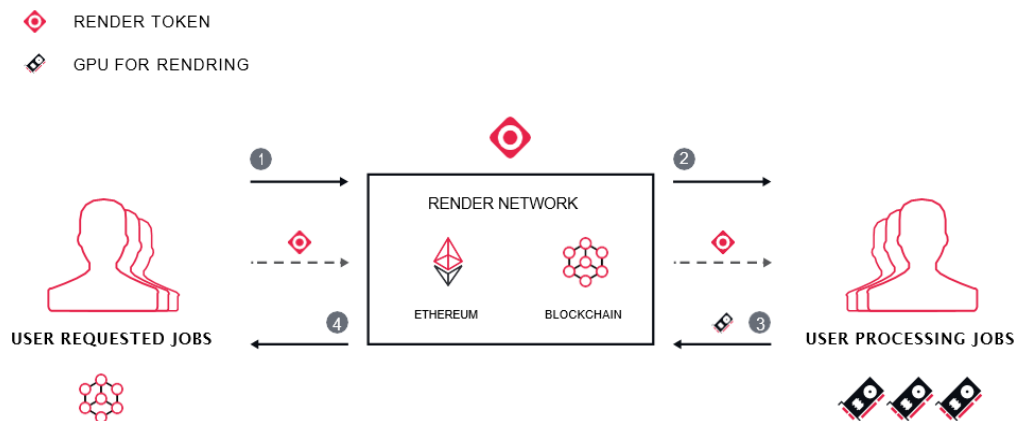 RENDER TOKEN
GPU FOR RENDRING
1
2
RENDER NETWORK
ETHEREUM
BLOCKCHAIN
4
3
USER REQUESTED JOBS
USER PROCESSING JOBS